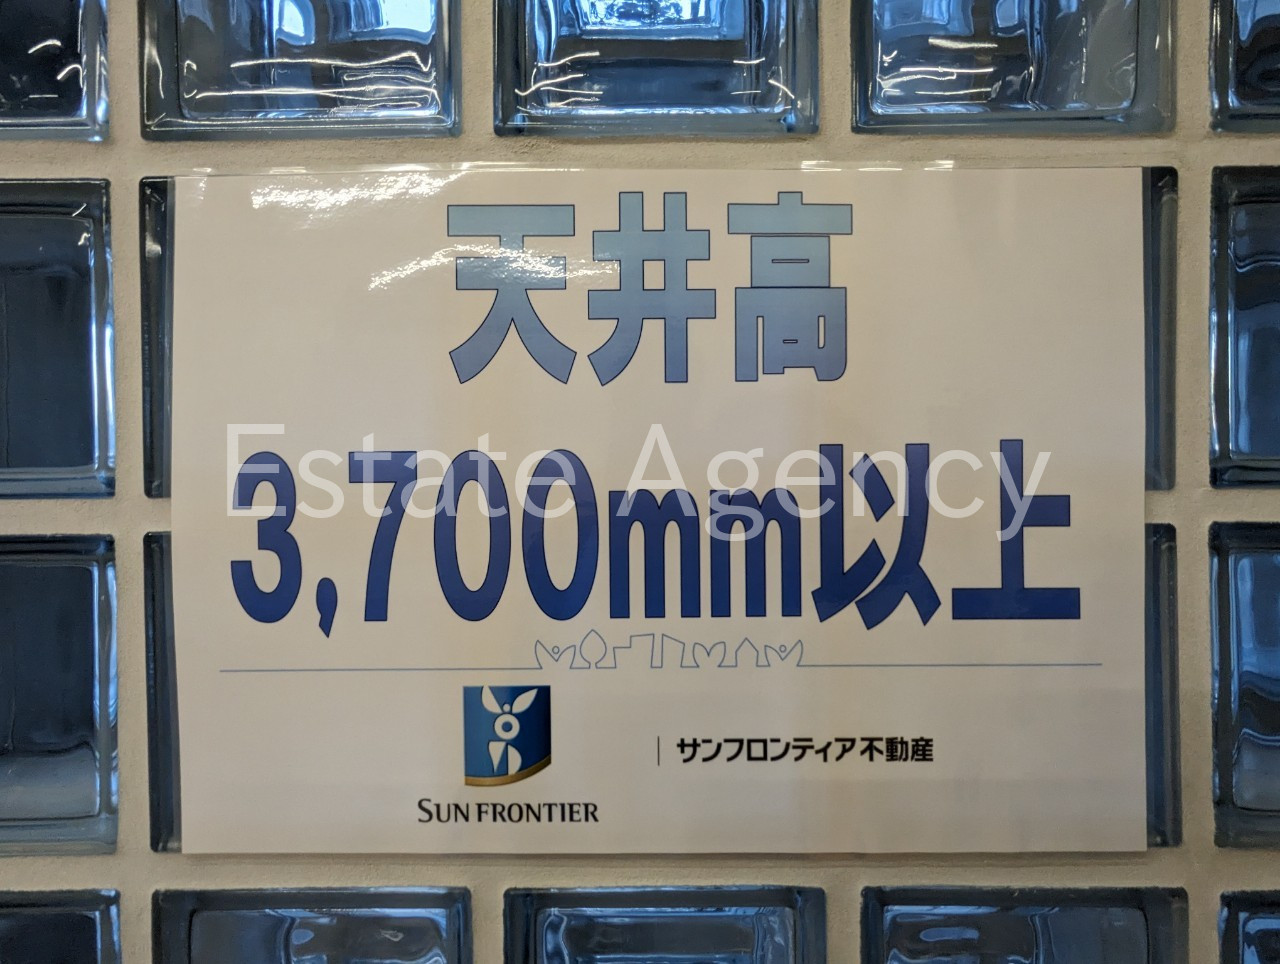 天井高
Estate Agency
3,700mm以上
SUN FRONTIER
サンフロンティア不動産